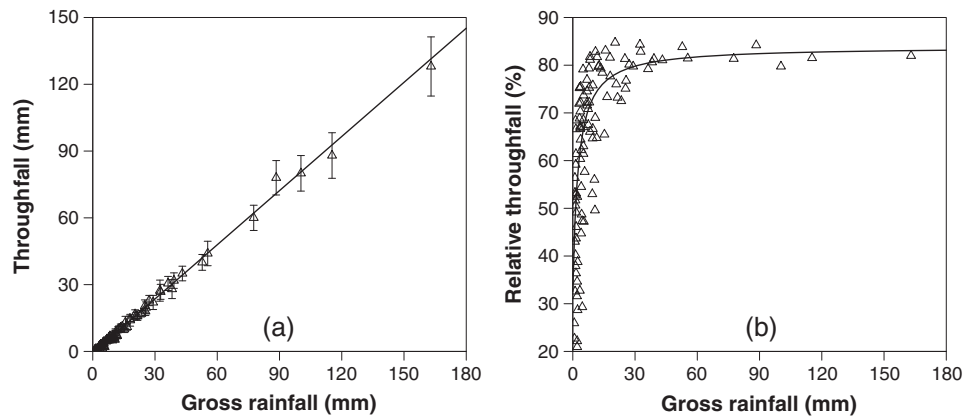 150
120
90
60
30
0
Throughfall (mm)
(a)
0 30 60 90 120 150 180
Gross rainfall (mm)
90
80
70
60
50
40
30
20
Relative throughfall (%)
(b)
0 30 60 90 120 150 180
Gross rainfall (mm)